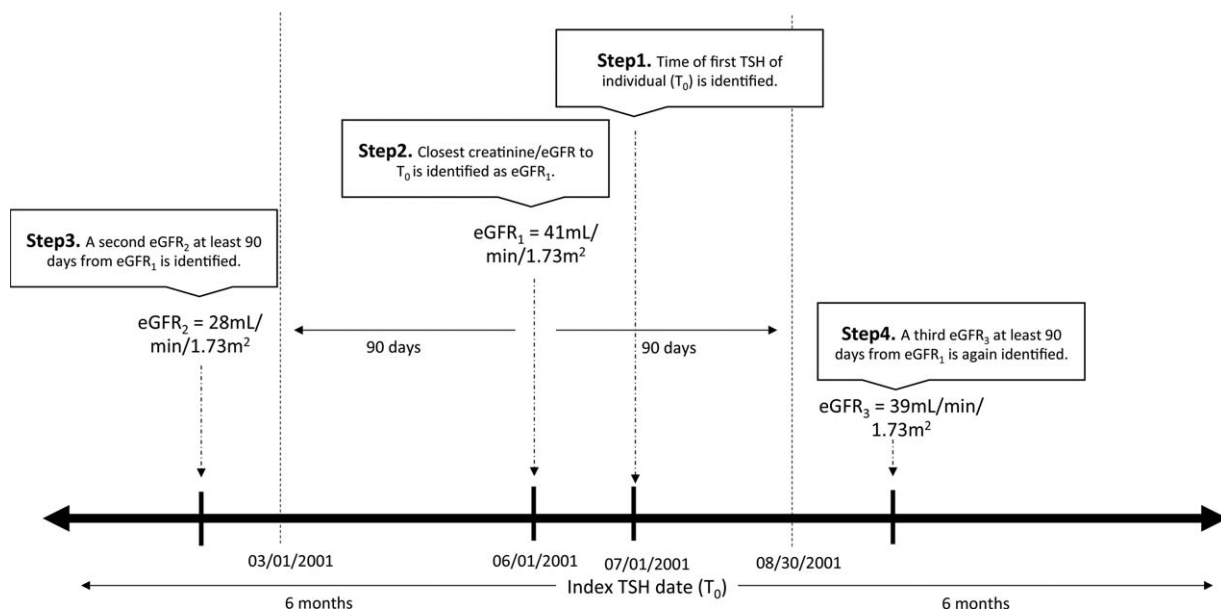 Step1. Time of first TSH of
individual (T₀) is identified.
Step2. Closest creatinine/eGFR to
T₀ is identified as eGFR₁.
Step3. A second eGFR₂ at least 90
days from eGFR₁ is identified.
eGFR₁ = 41mL/
min/1.73m²
eGFR₂ = 28mL/
min/1.73m²
90 days
90 days
Step4. A third eGFR₃ at least 90
days from eGFR₁ is again identified.
eGFR₃ = 39mL/min/
1.73m²
03/01/2001
06/01/2001
07/01/2001
08/30/2001
Index TSH date (T₀)
6 months
6 months